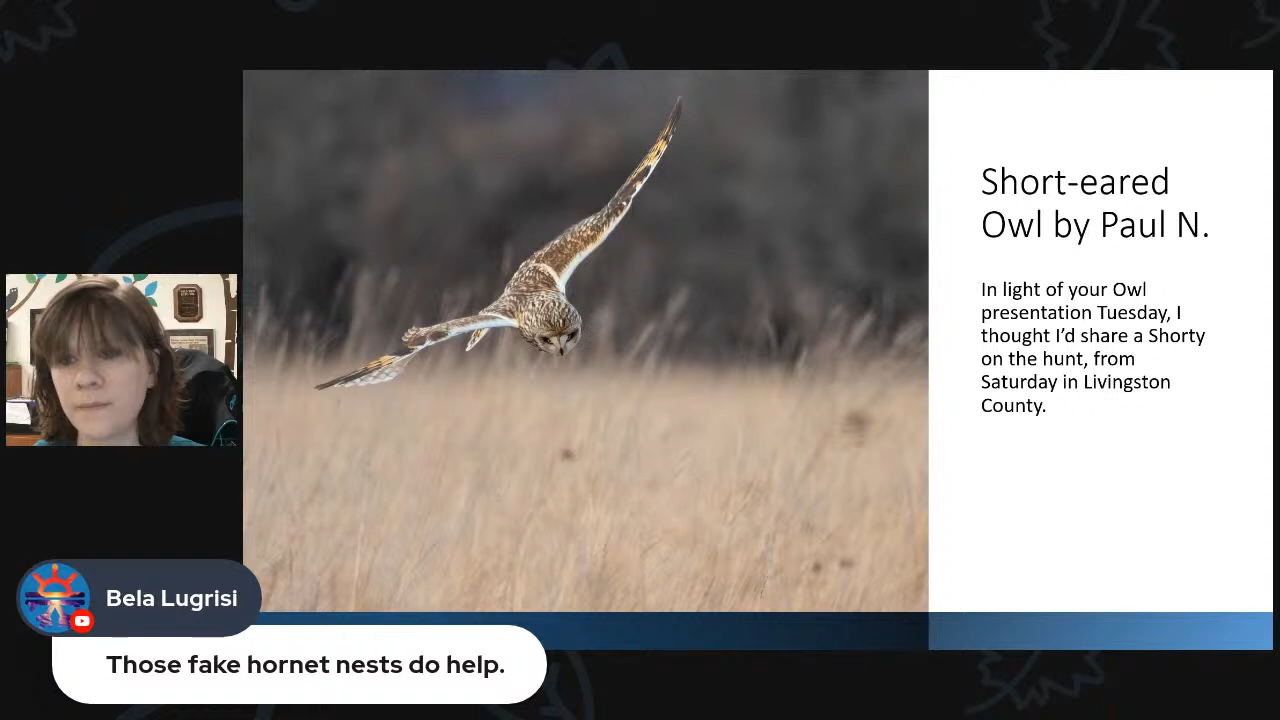 Short-eared
Owl by Paul N.
In light of your Owl
presentation Tuesday, I
thought I’d share a Shorty
on the hunt, from
Saturday in Livingston
County.
Bela Lugrisi
Those fake hornet nests do help.